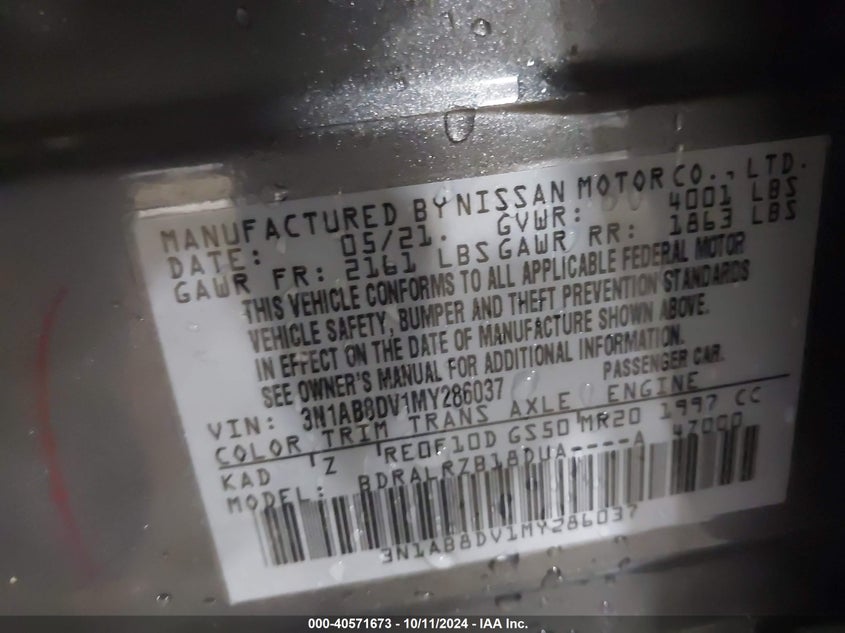 MANUFACTURED BY NISSAN MOTOR CO., LTD.
DATE: 05/21. GVWR: 4001 LBS
GAWR FR: 2161 LBS GAWR RR: 1863 LBS
THIS VEHICLE CONFORMS TO ALL APPLICABLE FEDERAL MOTOR
VEHICLE SAFETY, BUMPER AND THEFT PREVENTION STANDARDS
IN EFFECT ON THE DATE OF MANUFACTURE SHOWN ABOVE.
SEE OWNER'S MANUAL FOR ADDITIONAL INFORMATION.
VIN: 3N1AB8DV1MY286037 PASSENGER CAR.
COLOR TRIM TRANS AXLE ENGINE
KAD Z RE0F10D GS50 MR20 1997 CC
MODEL: BDRALRZB18DUA----A 47000
3N1AB8DV1MY286037
000-40571673 - 10/11/2024 - IAA Inc.